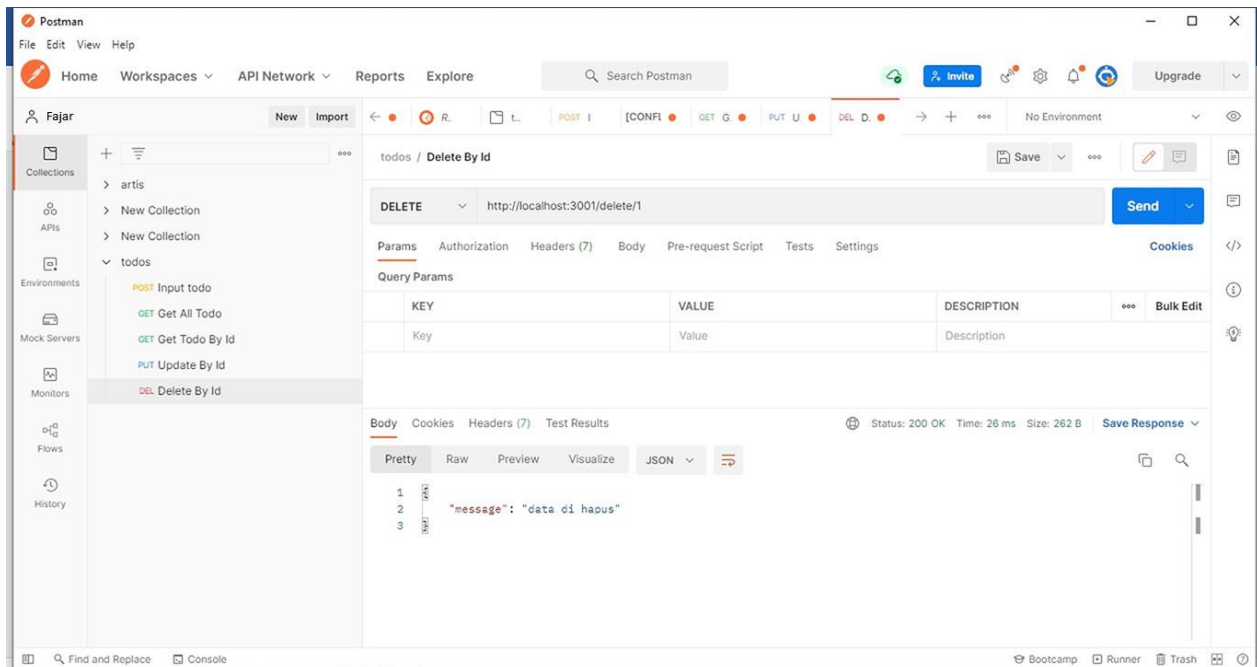 Postman
File Edit View Help
Home Workspaces API Network Reports Explore Search Postman Invite Upgrade
Fajar New Import R.. t.. POST I [CONFL GET G. PUT U. DEL D. No Environment
Collections
APIs
Environments
Mock Servers
Monitors
Flows
History
artis
New Collection
New Collection
todos
POST Input todo
GET Get All Todo
GET Get Todo By Id
PUT Update By Id
DEL Delete By Id
todos / Delete By Id Save
DELETE http://localhost:3001/delete/1 Send
Params Authorization Headers (7) Body Pre-request Script Tests Settings Cookies
Query Params
KEY VALUE DESCRIPTION Bulk Edit
Key Value Description
Body Cookies Headers (7) Test Results Status: 200 OK Time: 26 ms Size: 262 B Save Response
Pretty Raw Preview Visualize JSON
1 {
2 "message": "data di hapus"
3 }
Find and Replace Console Bootcamp Runner Trash